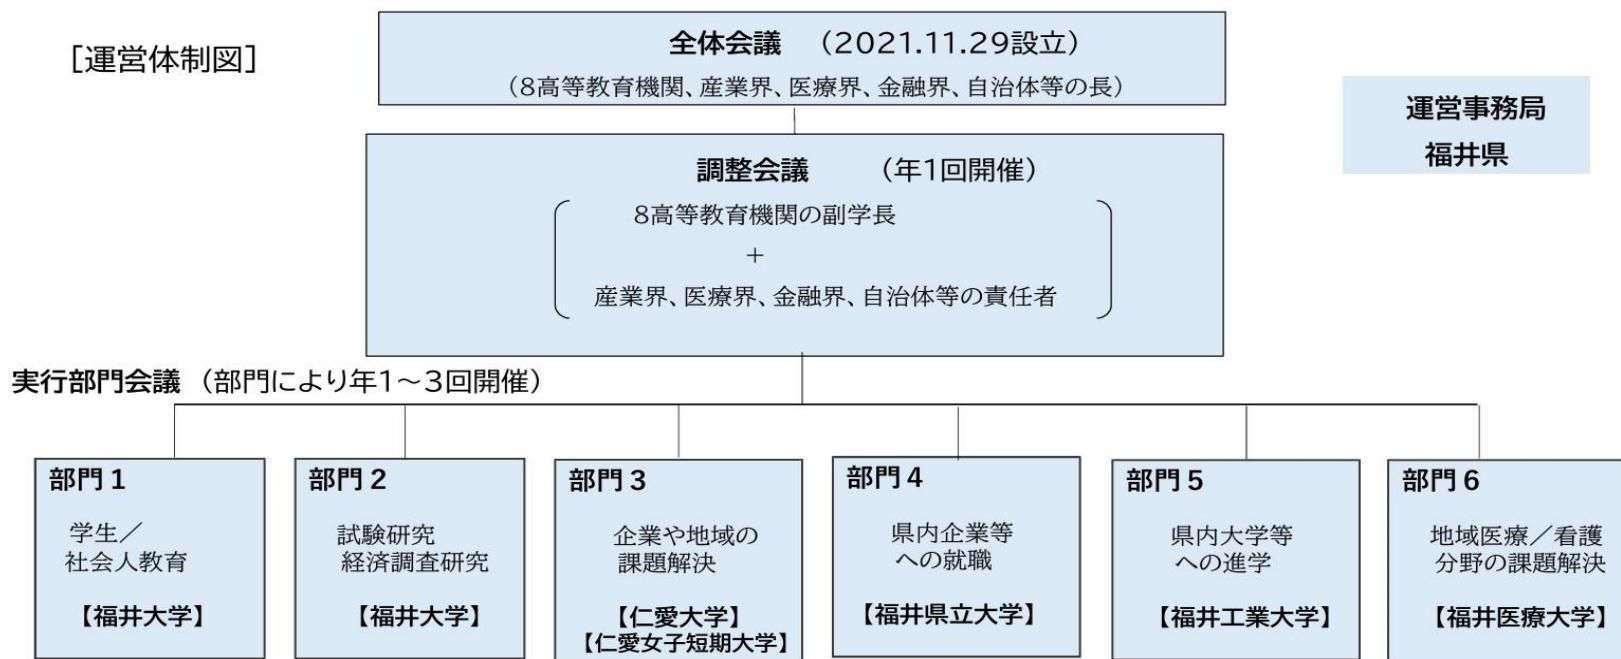 [運営体制図]
全体会議 (2021.11.29設立)
(8高等教育機関、産業界、医療界、金融界、自治体等の長)
運営事務局
福井県
調整会議 (年1回開催)
8高等教育機関の副学長
+
産業界、医療界、金融界、自治体等の責任者
実行部門会議 (部門により年1~3回開催)
部門1
学生/
社会人教育
【福井大学】
部門2
試験研究
経済調査研究
【福井大学】
部門3
企業や地域の
課題解決
【仁愛大学】
【仁愛女子短期大学】
部門4
県内企業等
への就職
【福井県立大学】
部門5
県内大学等
への進学
【福井工業大学】
部門6
地域医療/看護
分野の課題解決
【福井医療大学】